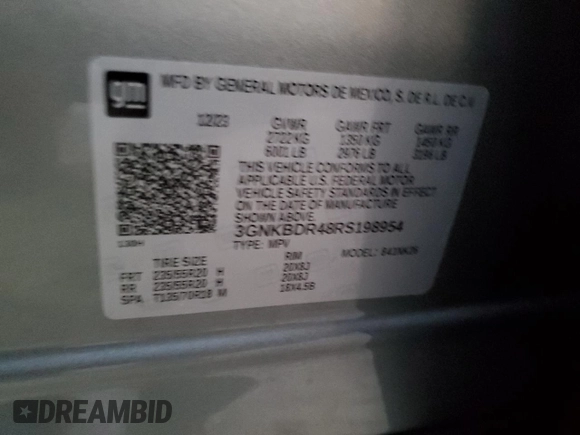 gm
MFD BY GENERAL MOTORS DE MEXICO, S. DE R.L. DE C.V.
12/23 GVWR GAWR FRT GAWR RR
2722 KG 1350 KG 1450 KG
6001 LB 2976 LB 3196 LB
THIS VEHICLE CONFORMS TO ALL
APPLICABLE U.S. FEDERAL MOTOR
VEHICLE SAFETY STANDARDS IN EFFECT
ON THE DATE OF MANUFACTURE
SHOWN ABOVE.
3GNKBDR48RS198954
TYPE: MPV MODEL:
TIRE SIZE RIM
FRT 235/55R20 H 20X8J
RR 235/55R20 H 20X8J
SPA T135/70R18 M 18X4.5B
DREAMBID